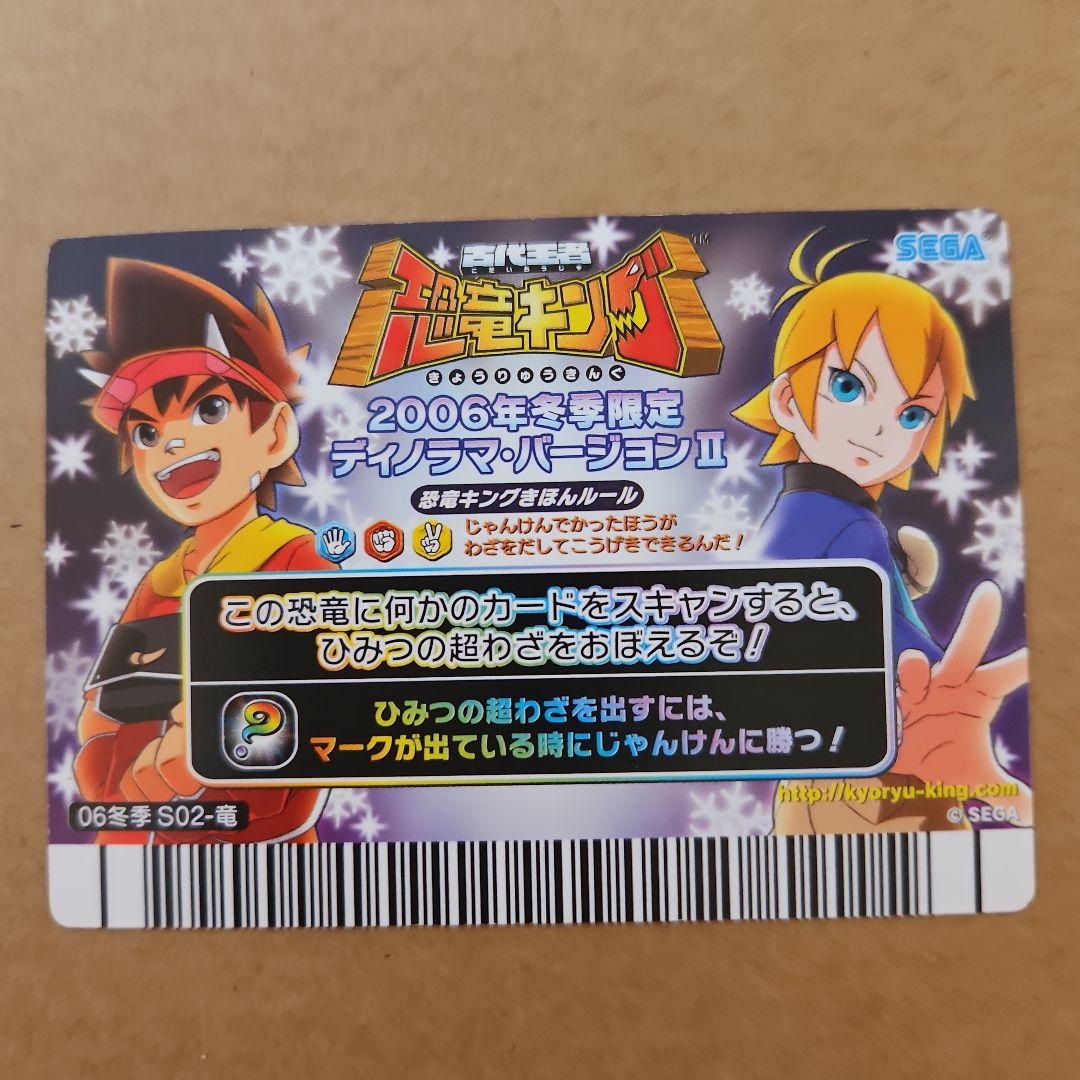 SEGA
古代王者
こだいおうじゃ
恐竜キング™
きょうりゅうきんぐ
2006年冬季限定
ディノラマ・バージョンⅡ
恐竜キングきほんルール
じゃんけんでかったほうが
わざをだしてこうげきできるんだ！
この恐竜に何かのカードをスキャンすると、
ひみつの超わざをおぼえるぞ！
?
ひみつの超わざを出すには、
マークが出ている時にじゃんけんに勝つ！
http://kyoryu-king.com
06冬季 S02-竜
© SEGA